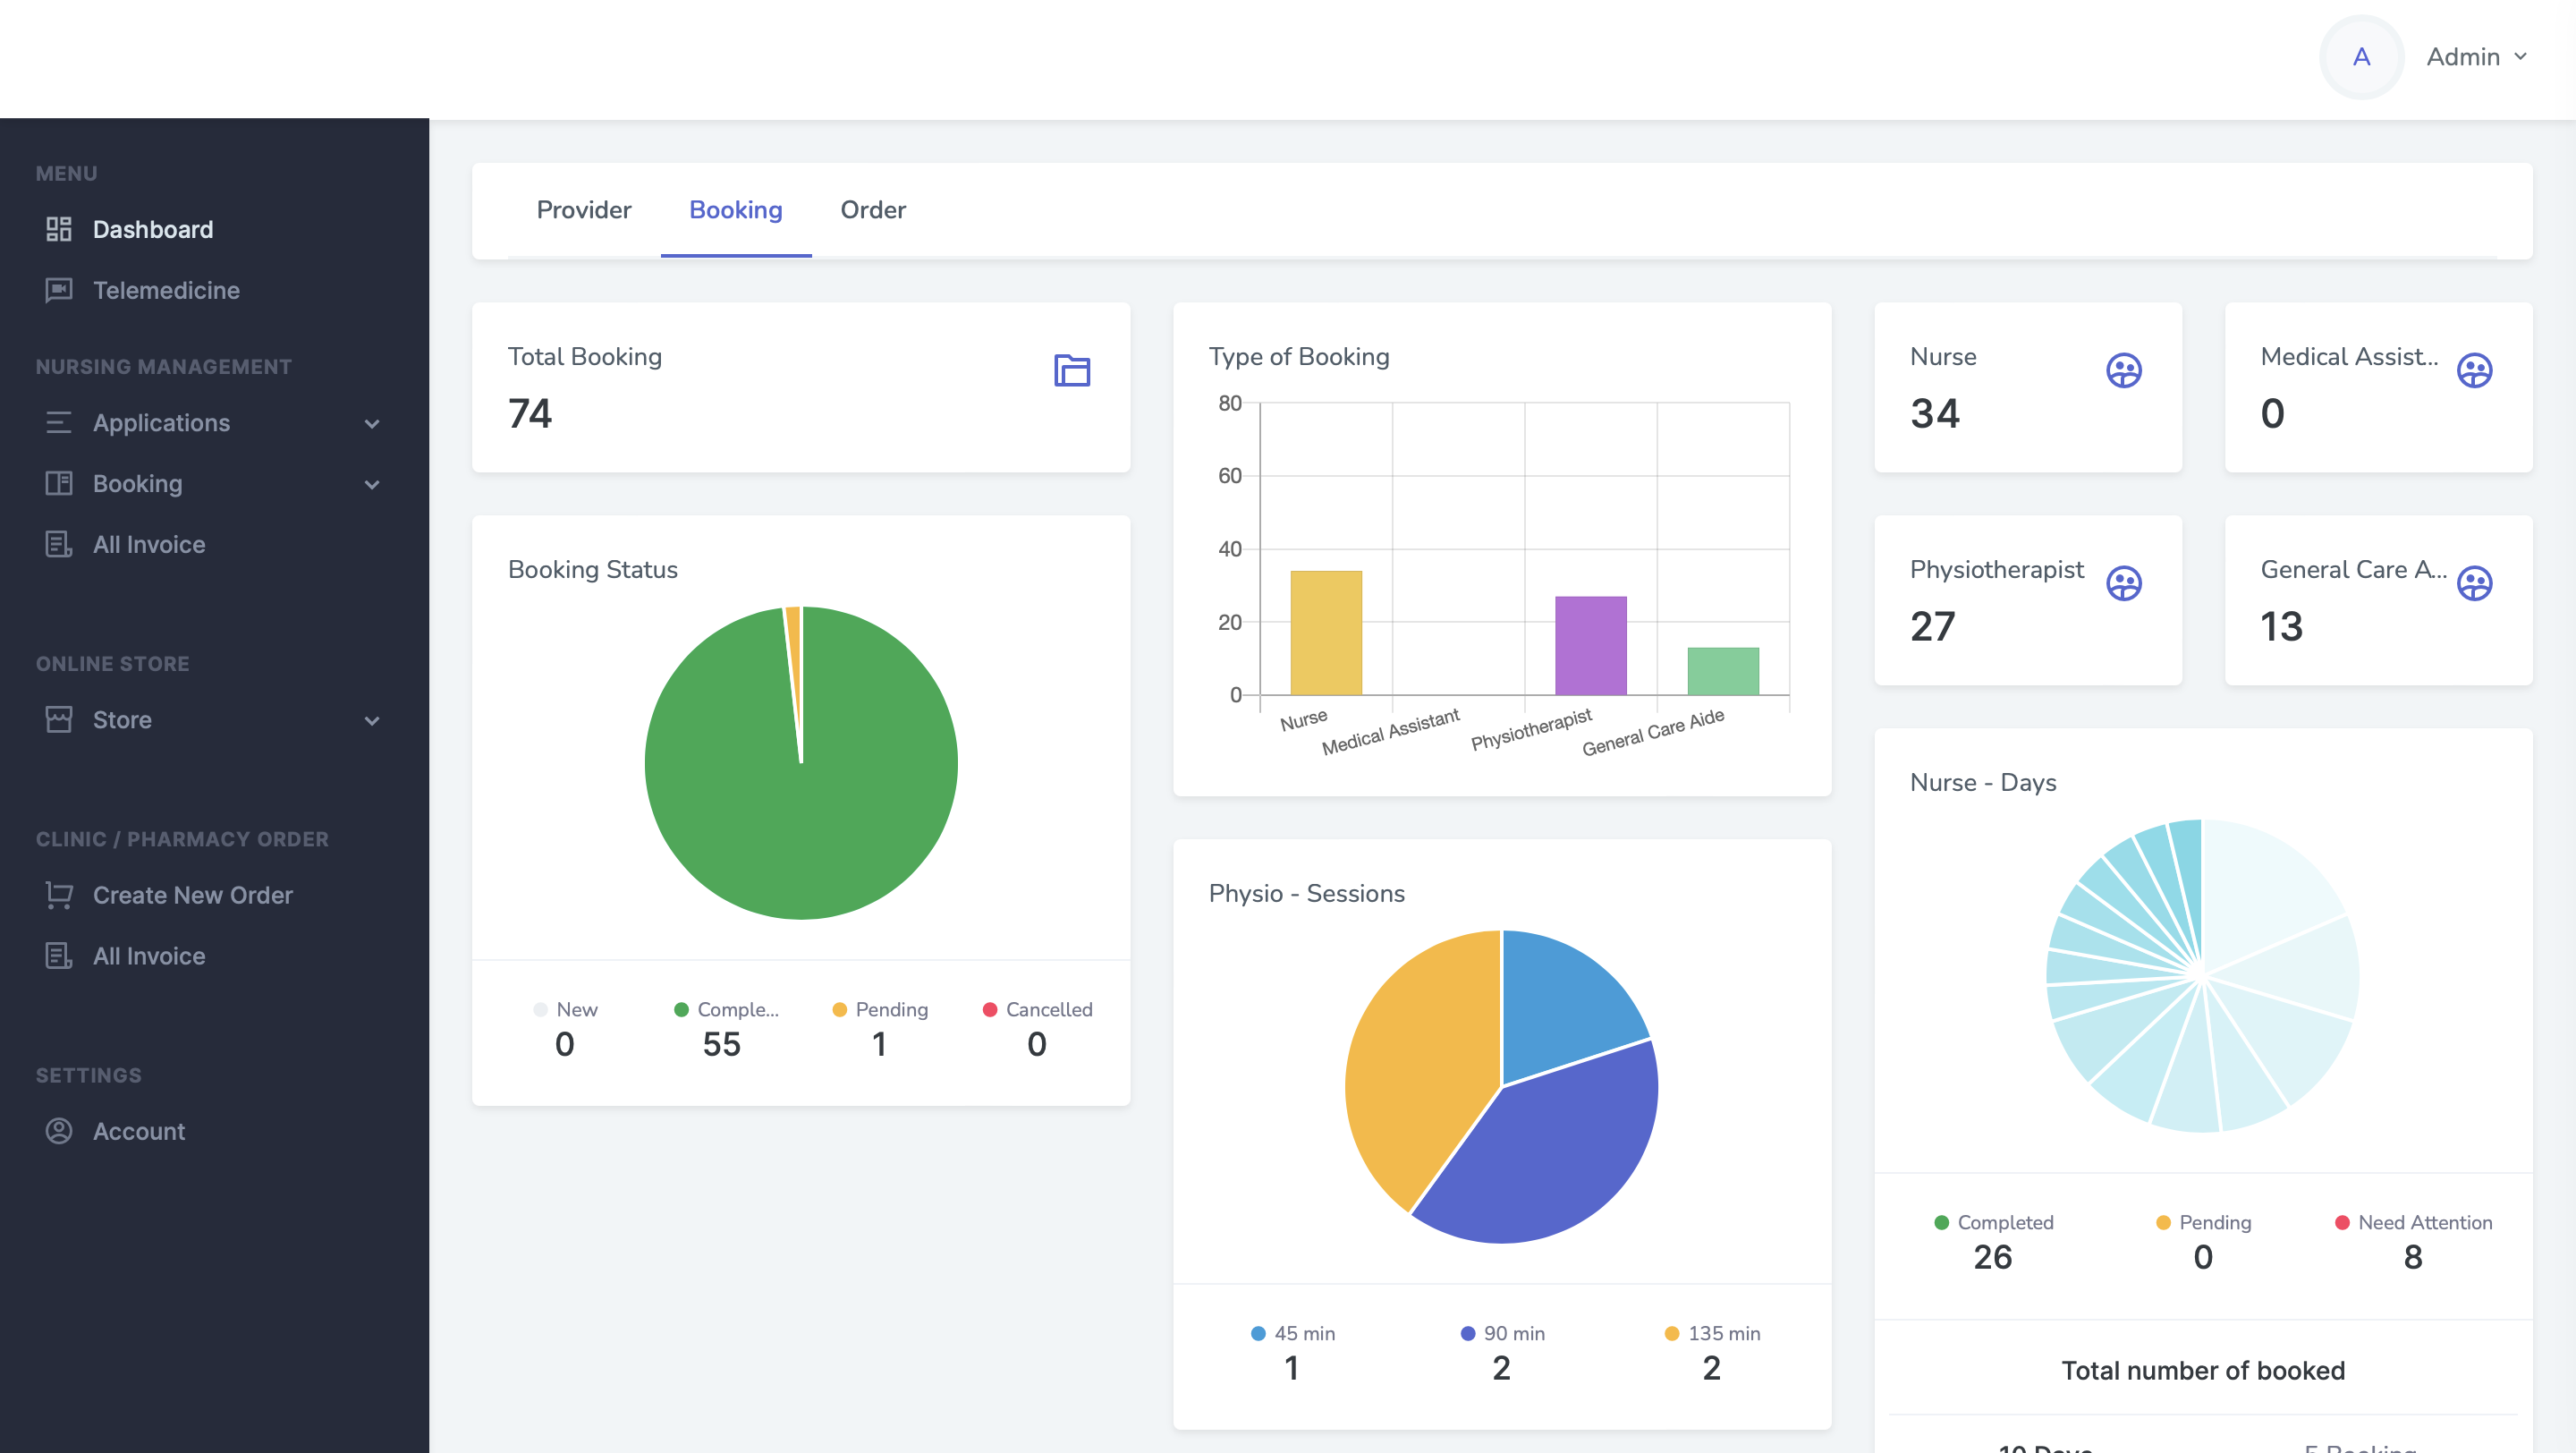 A
Admin
MENU
Dashboard
Telemedicine
NURSING MANAGEMENT
Applications
Booking
All Invoice
ONLINE STORE
Store
CLINIC / PHARMACY ORDER
Create New Order
All Invoice
SETTINGS
Account
Provider
Booking
Order
Total Booking
74
Booking Status
New
0
Comple...
55
Pending
1
Cancelled
0
Type of Booking
80
60
40
20
0
Nurse
Medical Assistant
Physiotherapist
General Care Aide
Physio - Sessions
45 min
1
90 min
2
135 min
2
Nurse
34
Medical Assist...
0
Physiotherapist
27
General Care A...
13
Nurse - Days
Completed
26
Pending
0
Need Attention
8
Total number of booked
10 Days
5 Booking